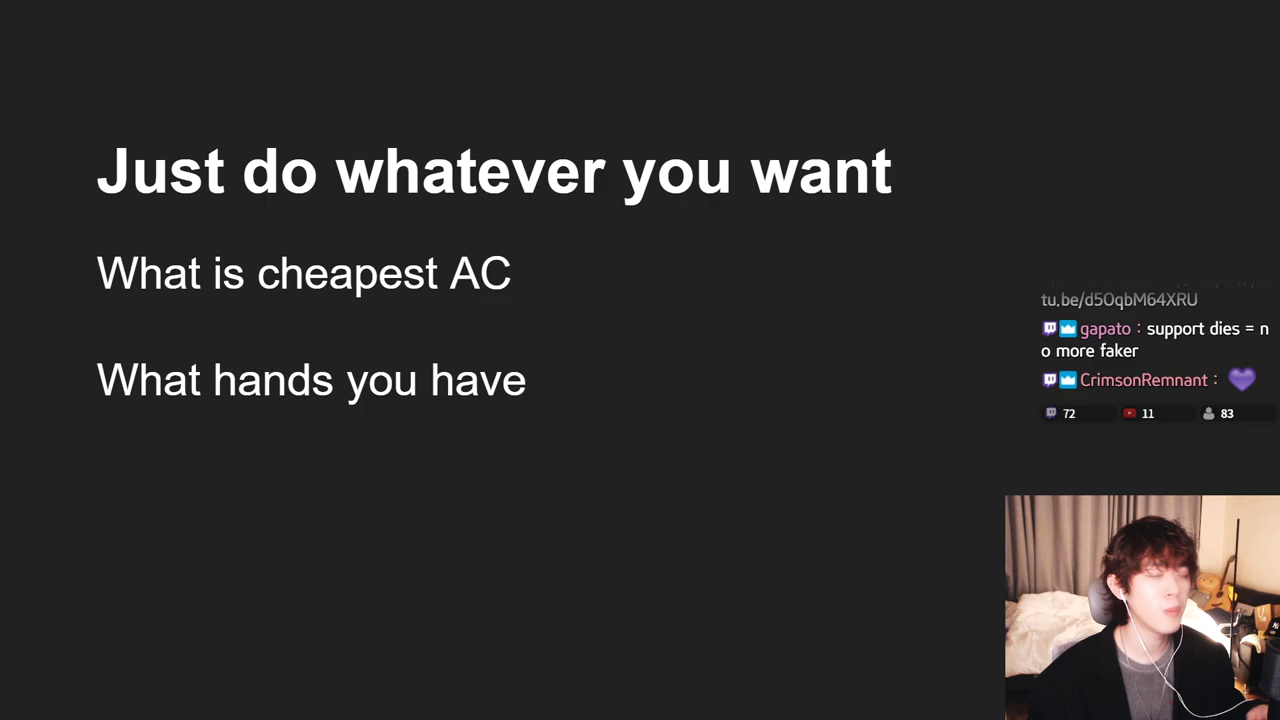 Just do whatever you want
What is cheapest AC
What hands you have
tu.be/d5OqbM64XRU
gapato : support dies = n
o more faker
CrimsonRemnant :
72 11 83